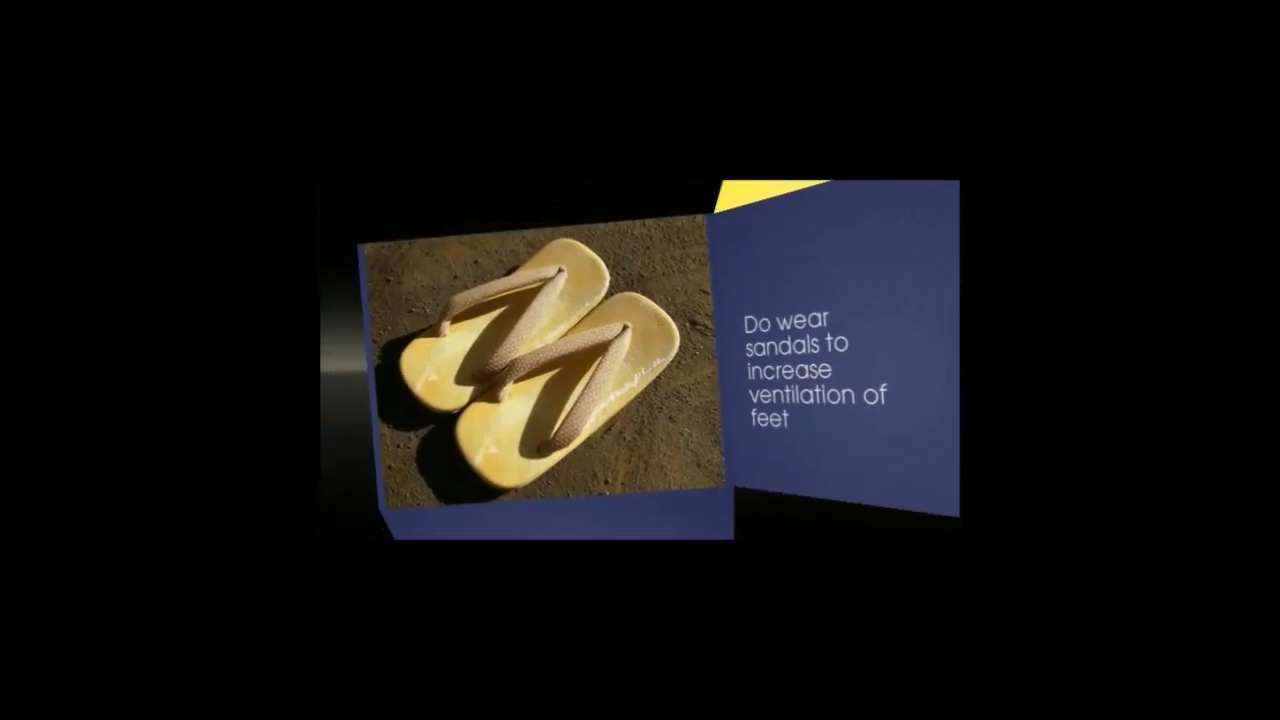 Do wear
sandals to
increase
ventilation of
feet